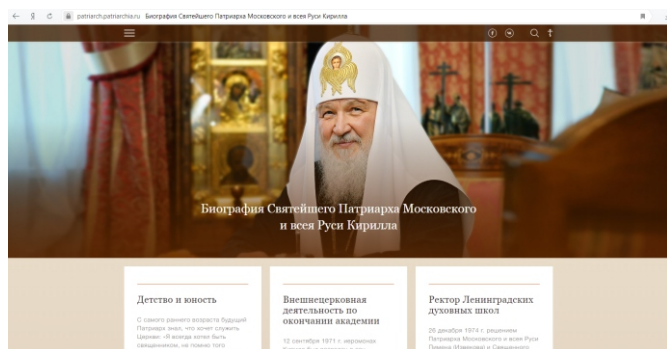 patriarch.patriarchia.ru Биография Святейшего Патриарха Московского и всея Руси Кирилла
Биография Святейшего Патриарха Московского
и всея Руси Кирилла
Детство и юность
С самого раннего возраста будущий
Патриарх знал, что хочет служить
Церкви: «Я всегда хотел быть
священником, не помню того
Внешнецерковная
деятельность по
окончании академии
12 сентября 1971 г. иеромонах
Ректор Ленинградских
духовных школ
26 декабря 1974 г. решением
Патриарха Московского и всея Руси
Пимена (Извекова) и Священного